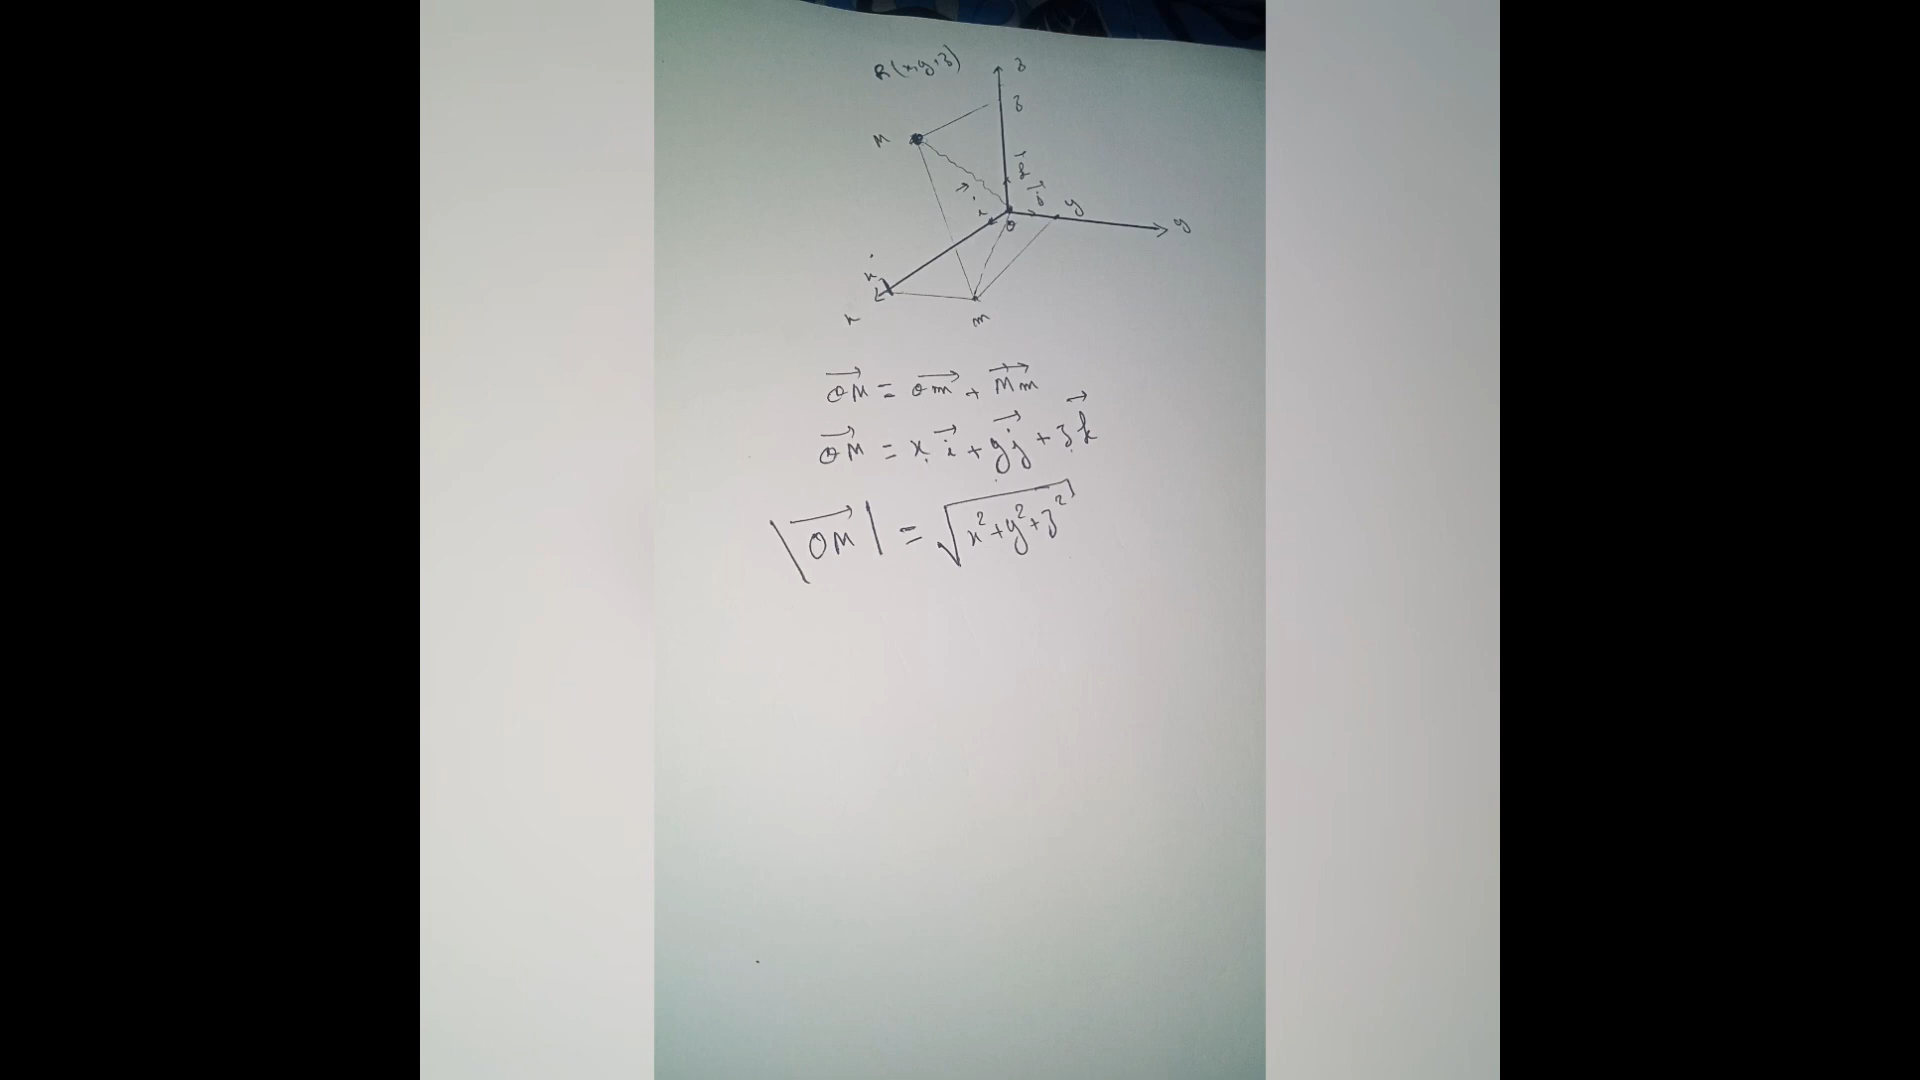 R(x,y,z)
z
z
M
k
j
i
y
y
O
x
x
m
OM = Om + Mm
OM = x i + y j + z k
|OM| = √x²+y²+z²